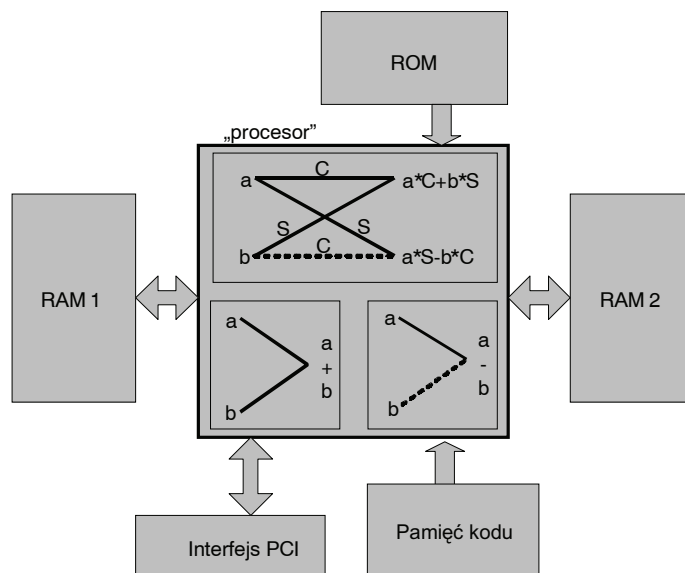 ROM
„procesor”
C
a
a*C+b*S
S
S
C
b
a*S-b*C
RAM 1
RAM 2
a
a
+
b
b
a
a
-
b
b
Interfejs PCI
Pamięć kodu